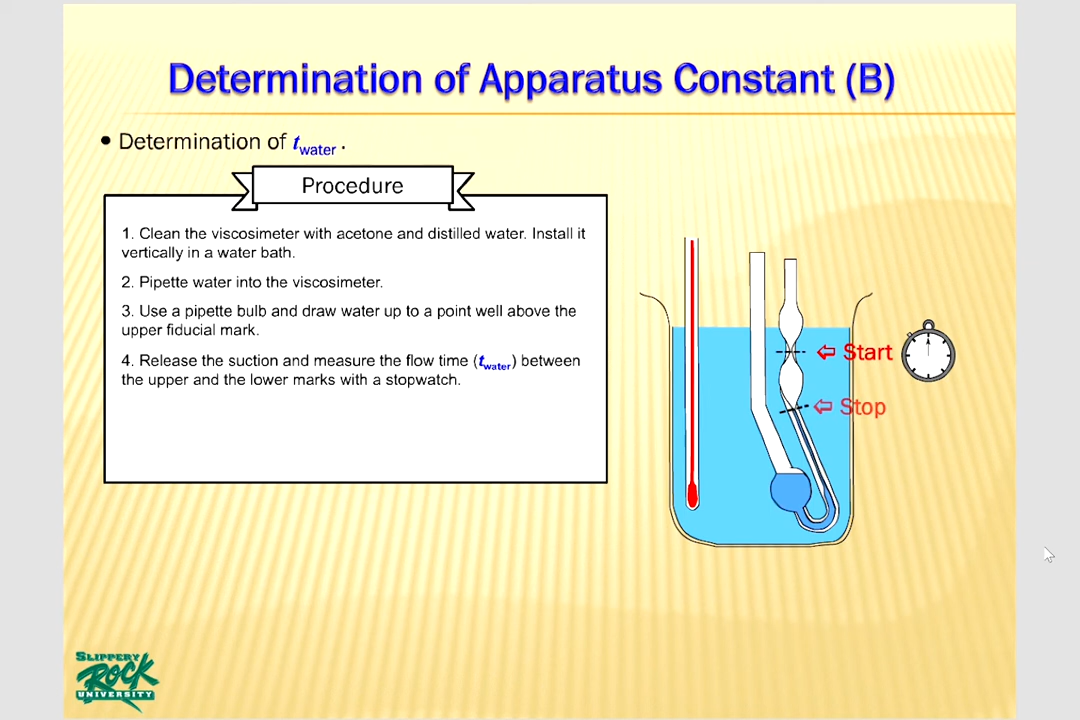 Determination of Apparatus Constant (B)
• Determination of twater .
Procedure
1. Clean the viscosimeter with acetone and distilled water. Install it
vertically in a water bath.
2. Pipette water into the viscosimeter.
3. Use a pipette bulb and draw water up to a point well above the
upper fiducial mark.
4. Release the suction and measure the flow time (twater) between
the upper and the lower marks with a stopwatch.
⇦ Start
⇦ Stop
SLIPPERY
ROCK
UNIVERSITY